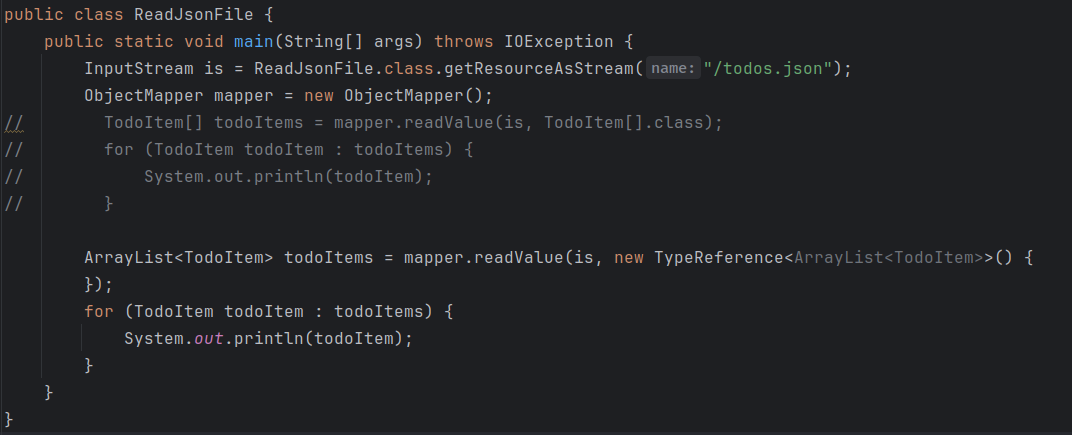 public class ReadJsonFile {
    public static void main(String[] args) throws IOException {
        InputStream is = ReadJsonFile.class.getResourceAsStream( name: "/todos.json");
        ObjectMapper mapper = new ObjectMapper();
//        TodoItem[] todoItems = mapper.readValue(is, TodoItem[].class);
//        for (TodoItem todoItem : todoItems) {
//            System.out.println(todoItem);
//        }
        ArrayList<TodoItem> todoItems = mapper.readValue(is, new TypeReference<ArrayList<TodoItem>>() {
        });
        for (TodoItem todoItem : todoItems) {
            System.out.println(todoItem);
        }
    }
}